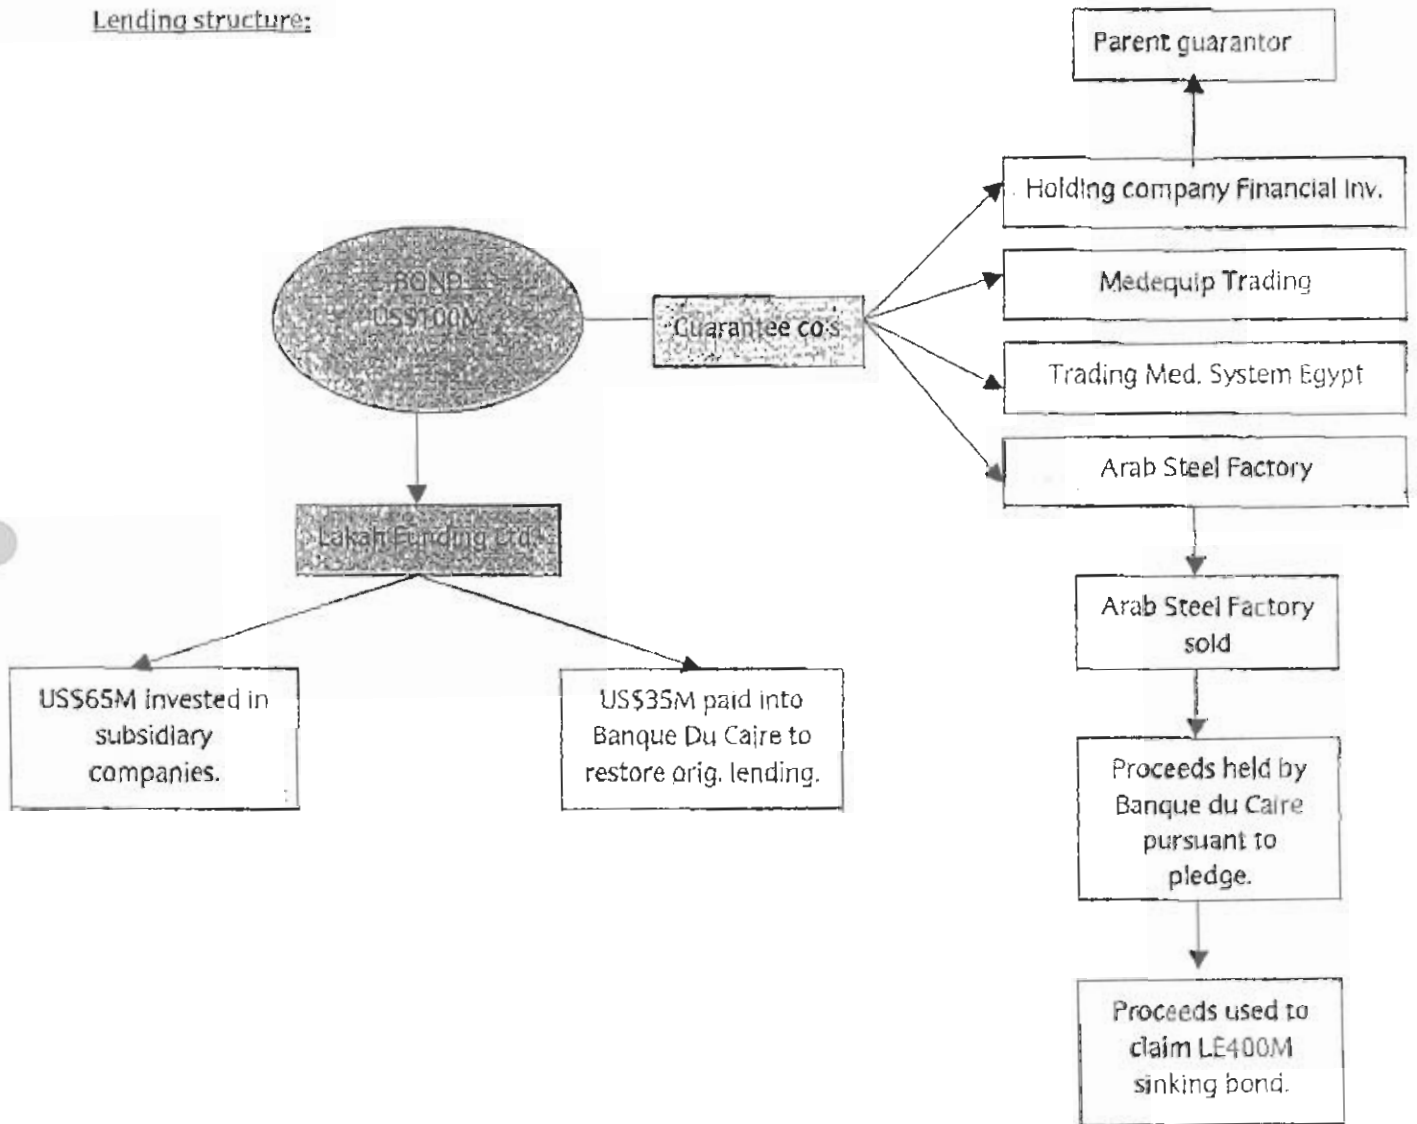 Lending structure:
Parent guarantor
Holding company Financial Inv.
Medequip Trading
Trading Med. System Egypt
Arab Steel Factory
BOND
US$100M
Guarantee co's
Lakah Funding Ltd.
US$65M invested in
subsidiary
companies.
US$35M paid into
Banque Du Caire to
restore orig. lending.
Arab Steel Factory
sold
Proceeds held by
Banque du Caire
pursuant to
pledge.
Proceeds used to
claim LE400M
sinking bond.